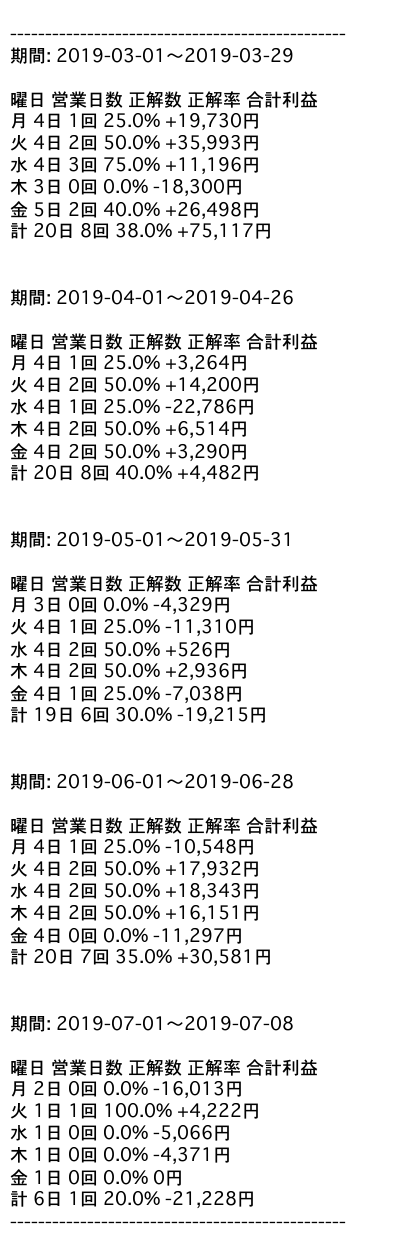 ------------------------------------------------
期間: 2019-03-01〜2019-03-29
曜日 営業日数 正解数 正解率 合計利益
月 4日 1回 25.0% +19,730円
火 4日 2回 50.0% +35,993円
水 4日 3回 75.0% +11,196円
木 3日 0回 0.0% -18,300円
金 5日 2回 40.0% +26,498円
計 20日 8回 38.0% +75,117円
期間: 2019-04-01〜2019-04-26
曜日 営業日数 正解数 正解率 合計利益
月 4日 1回 25.0% +3,264円
火 4日 2回 50.0% +14,200円
水 4日 1回 25.0% -22,786円
木 4日 2回 50.0% +6,514円
金 4日 2回 50.0% +3,290円
計 20日 8回 40.0% +4,482円
期間: 2019-05-01〜2019-05-31
曜日 営業日数 正解数 正解率 合計利益
月 3日 0回 0.0% -4,329円
火 4日 1回 25.0% -11,310円
水 4日 2回 50.0% +526円
木 4日 2回 50.0% +2,936円
金 4日 1回 25.0% -7,038円
計 19日 6回 30.0% -19,215円
期間: 2019-06-01〜2019-06-28
曜日 営業日数 正解数 正解率 合計利益
月 4日 1回 25.0% -10,548円
火 4日 2回 50.0% +17,932円
水 4日 2回 50.0% +18,343円
木 4日 2回 50.0% +16,151円
金 4日 0回 0.0% -11,297円
計 20日 7回 35.0% +30,581円
期間: 2019-07-01〜2019-07-08
曜日 営業日数 正解数 正解率 合計利益
月 2日 0回 0.0% -16,013円
火 1日 1回 100.0% +4,222円
水 1日 0回 0.0% -5,066円
木 1日 0回 0.0% -4,371円
金 1日 0回 0.0% 0円
計 6日 1回 20.0% -21,228円
------------------------------------------------